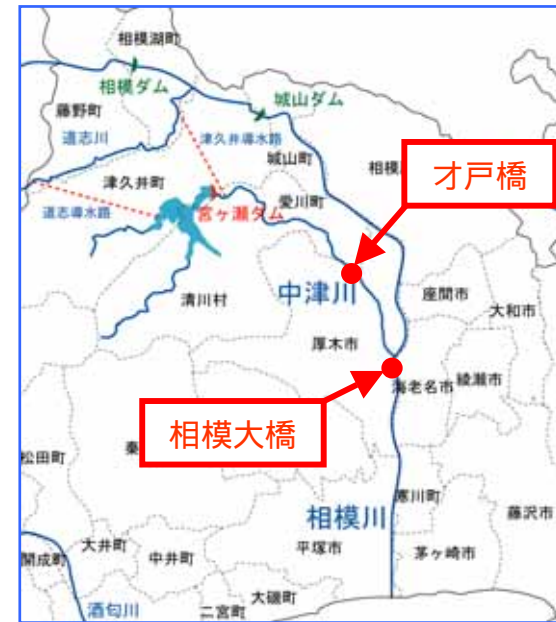 相模湖町
相模ダム
城山ダム
藤野町
道志川
津久井導水路
城山町
相模
津久井町
才戸橋
愛川町
道志導水路
宮ヶ瀬ダム
中津川
座間市
大和市
清川村
厚木市
海老名市
綾瀬市
相模大橋
秦
松田町
寒川町
相模川
藤沢市
大井町
中井町
平塚市
茅ヶ崎市
開成町
大磯町
二宮町
酒匂川